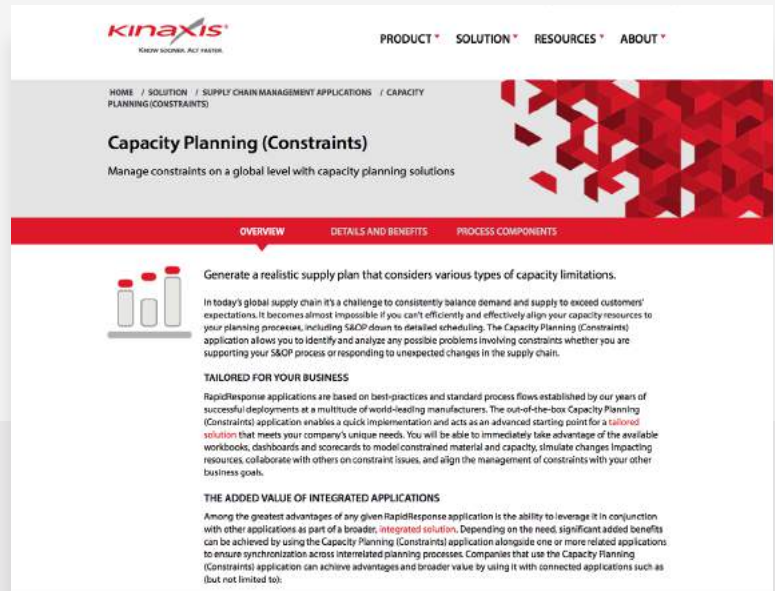 KINAXIS
KNOW SOONER. ACT FASTER.
PRODUCT SOLUTION RESOURCES ABOUT
HOME / SOLUTION / SUPPLY CHAIN MANAGEMENT APPLICATIONS / CAPACITY
PLANNING (CONSTRAINTS)
Capacity Planning (Constraints)
Manage constraints on a global level with capacity planning solutions
OVERVIEW DETAILS AND BENEFITS PROCESS COMPONENTS
Generate a realistic supply plan that considers various types of capacity limitations.
In today's global supply chain it's a challenge to consistently balance demand and supply to exceed customers'
expectations. It becomes almost impossible if you can't efficiently and effectively align your capacity resources to
your planning processes, including S&OP down to detailed scheduling. The Capacity Planning (Constraints)
application allows you to identify and analyze any possible problems involving constraints whether you are
supporting your S&OP process or responding to unexpected changes in the supply chain.
TAILORED FOR YOUR BUSINESS
RapidResponse applications are based on best-practices and standard process flows established by our years of
successful deployments at a multitude of world-leading manufacturers. The out-of-the-box Capacity Planning
(Constraints) application enables a quick implementation and acts as an advanced starting point for a tailored
solution that meets your company's unique needs. You will be able to immediately take advantage of the available
workbooks, dashboards and scorecards to model constrained material and capacity, simulate changes impacting
resources, collaborate with others on constraint issues, and align the management of constraints with your other
business goals.
THE ADDED VALUE OF INTEGRATED APPLICATIONS
Among the greatest advantages of any given RapidResponse application is the ability to leverage it in conjunction
with other applications as part of a broader, integrated solution. Depending on the need, significant added benefits
can be achieved by using the Capacity Planning (Constraints) application alongside one or more related applications
to ensure synchronization across interrelated planning processes. Companies that use the Capacity Planning
(Constraints) application can achieve advantages and broader value by using it with connected applications such as
(but not limited to):